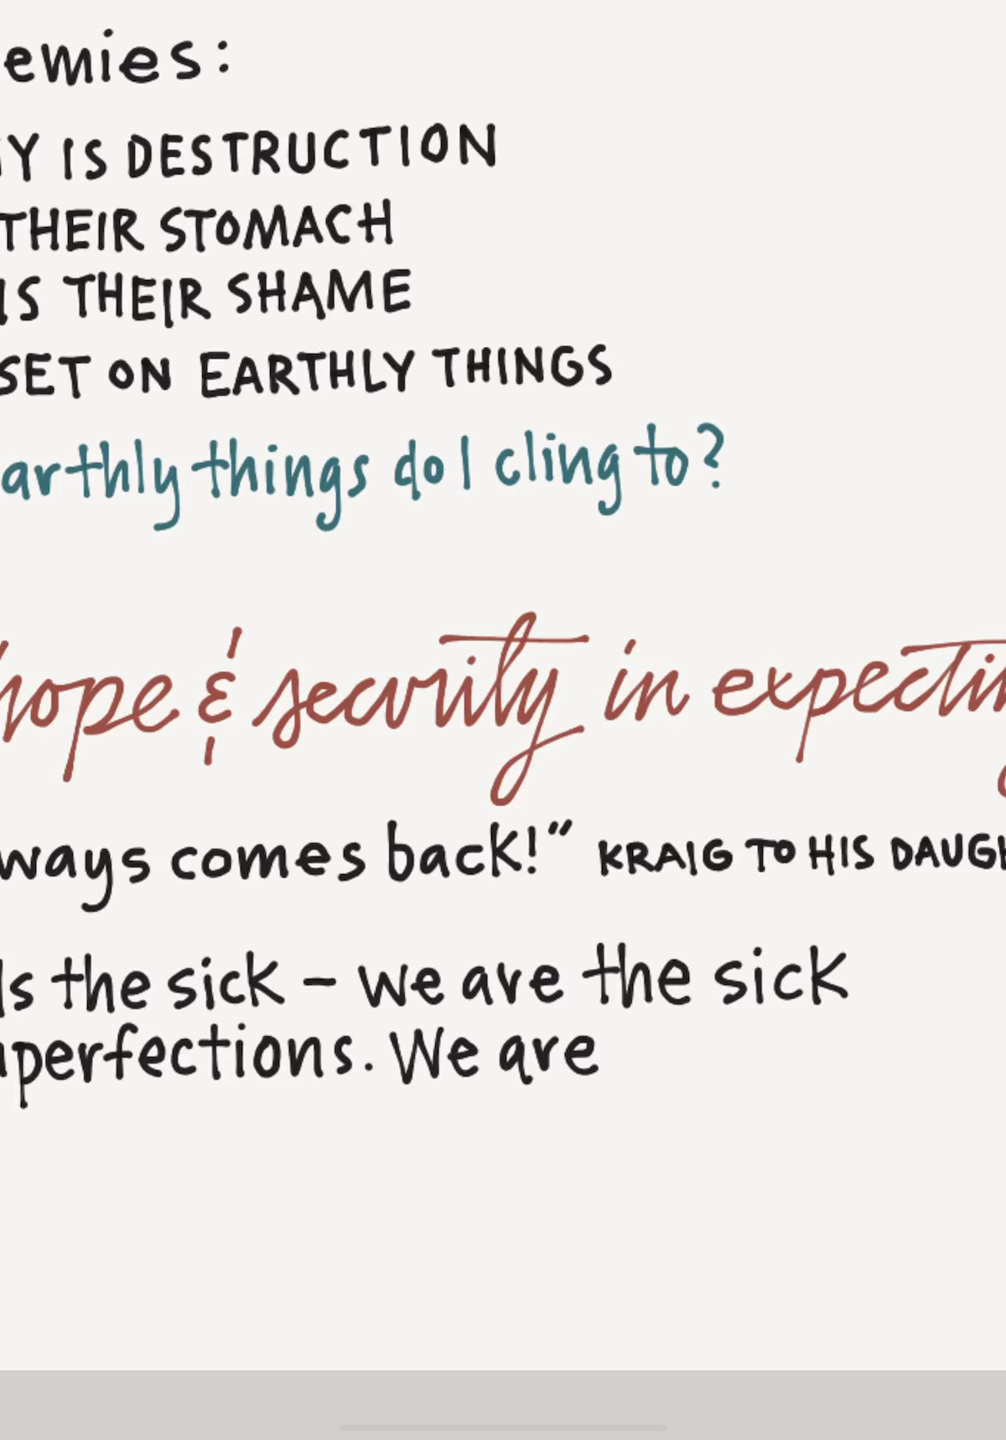 emies:
Y IS DESTRUCTION
THEIR STOMACH
IS THEIR SHAME
SET ON EARTHLY THINGS
arthly things do I cling to?
hope & security in expectin
ways comes back!" KRAIG TO HIS DAUGH
ls the sick – we are the sick
perfections. We are